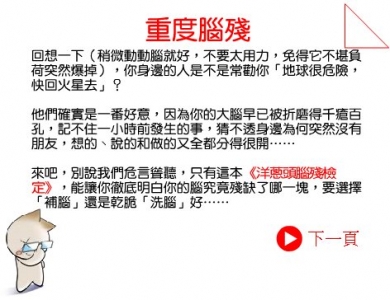 重度腦殘
回想一下（稍微動動腦就好，不要太用力，免得它不堪負
荷突然爆掉），你身邊的人是不是常勸你「地球很危險，
快回火星去」？
他們確實是一番好意，因為你的大腦早已被折磨得千瘡百
孔，記不住一小時前發生的事，猜不透身邊為何突然沒有
朋友，想的、說的和做的又全都分得很開……
來吧，別說我們危言聳聽，只有這本《洋蔥頭腦殘檢
定》，能讓你徹底明白你的腦究竟殘缺了哪一塊，要選擇
「補腦」還是乾脆「洗腦」好……
下一頁